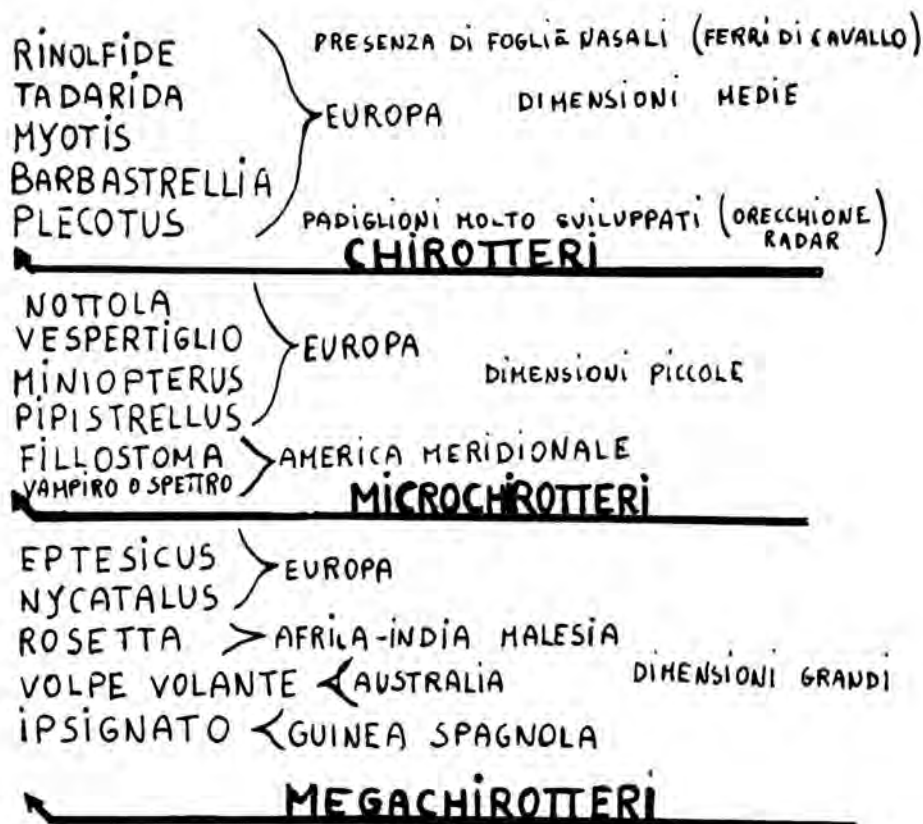 RINOLFIDE PRESENZA DI FOGLIE NASALI (FERRI DI CAVALLO)
TADARIDA
MYOTIS EUROPA DIMENSIONI MEDIE
BARBASTRELLIA
PLECOTUS PADIGLIONI MOLTO SVILUPPATI (ORECCHIONE RADAR)
CHIROTTERI
NOTTOLA
VESPERTIGLIO EUROPA
MINIOPTERUS DIMENSIONI PICCOLE
PIPISTRELLUS
FILLOSTOMA AMERICA MERIDIONALE
VAMPIRO O SPETTRO
MICROCHIROTTERI
EPTESICUS EUROPA
NYCATALUS
ROSETTA AFRICA-INDIA MALESIA
VOLPE VOLANTE AUSTRALIA DIMENSIONI GRANDI
IPSIGNATO GUINEA SPAGNOLA
MEGACHIROTTERI